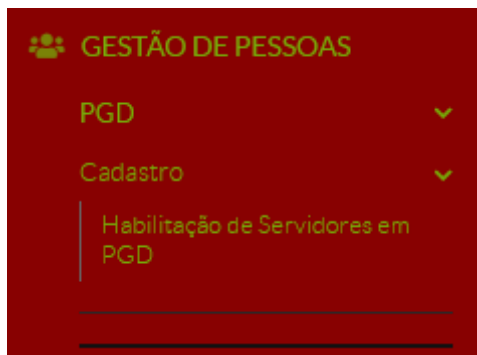 GESTÃO DE PESSOAS
PGD
Cadastro
Habilitação de Servidores em
PGD